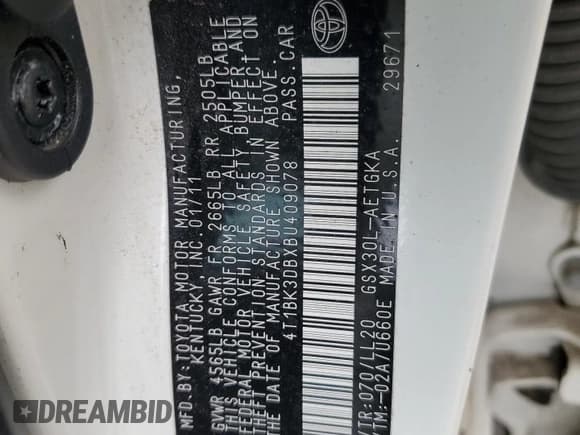 MFD.BY:TOYOTA MOTOR MANUFACTURING,
KENTUCKY, INC. 01/11
GVWR 4565LB GAWR FR 2665LB RR 2505LB
THIS VEHICLE CONFORMS TO ALL APPLICABLE
FEDERAL MOTOR VEHICLE SAFETY, BUMPER, AND
THEFT PREVENTION STANDARDS IN EFFECT ON
THE DATE OF MANUFACTURE SHOWN ABOVE.
4T1BK3DBXBU409078 PASS.CAR
/TR:070/LL20 GSX30L-AETGKA
TM:-02A/U660E MADE IN U.S.A. 29671
DREAMBID